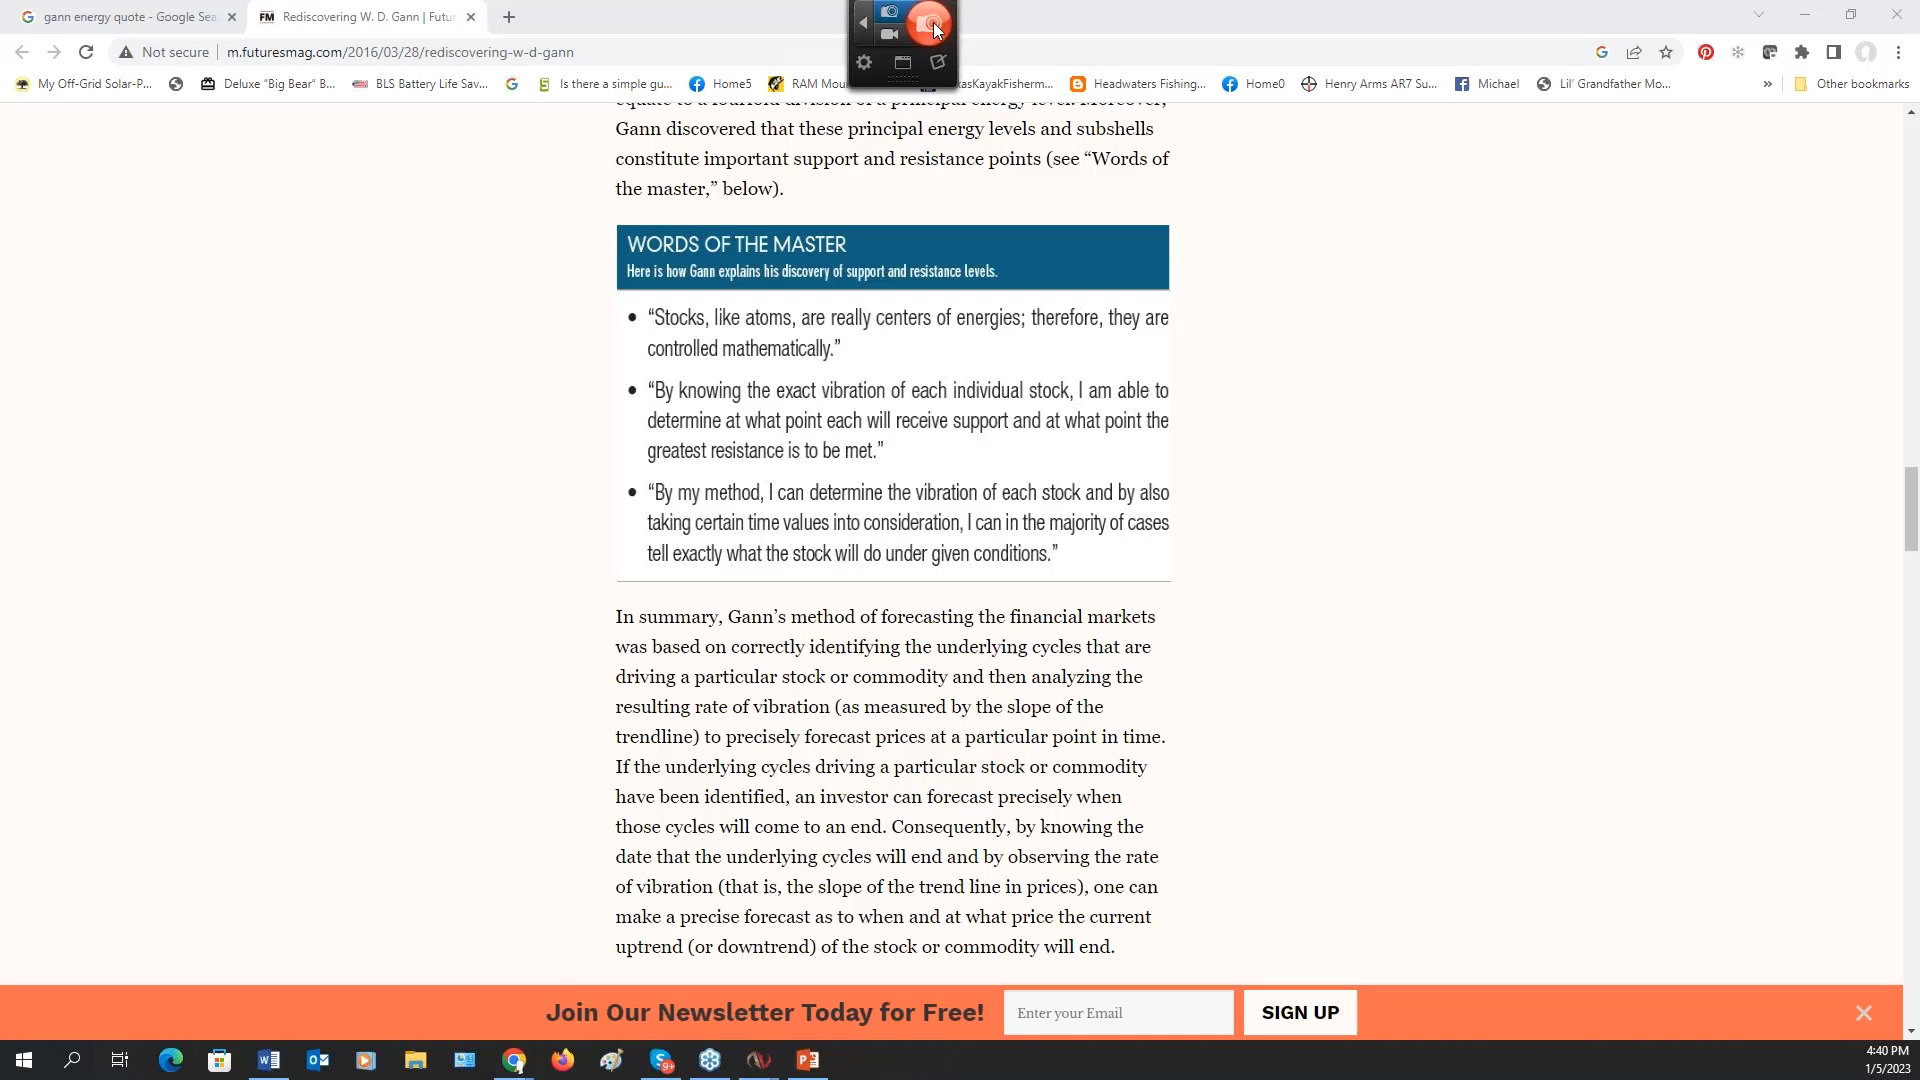 gann energy quote - Google Sea
Rediscovering W. D. Gann | Futur
Not secure
m.futuresmag.com/2016/03/28/rediscovering-w-d-gann
My Off-Grid Solar-P...
Deluxe "Big Bear" B...
BLS Battery Life Sav...
Is there a simple gu...
Home5
RAM Mou
xasKayakFisherm...
Headwaters Fishing...
Home0
Henry Arms AR7 Su...
Michael
Lil' Grandfather Mo...
»
Other bookmarks
equate to a fourfold division of a principal energy level. Moreover,
Gann discovered that these principal energy levels and subshells
constitute important support and resistance points (see “Words of
the master,” below).
WORDS OF THE MASTER
Here is how Gann explains his discovery of support and resistance levels.
• “Stocks, like atoms, are really centers of energies; therefore, they are
controlled mathematically.”
• “By knowing the exact vibration of each individual stock, I am able to
determine at what point each will receive support and at what point the
greatest resistance is to be met.”
• “By my method, I can determine the vibration of each stock and by also
taking certain time values into consideration, I can in the majority of cases
tell exactly what the stock will do under given conditions.”
In summary, Gann’s method of forecasting the financial markets
was based on correctly identifying the underlying cycles that are
driving a particular stock or commodity and then analyzing the
resulting rate of vibration (as measured by the slope of the
trendline) to precisely forecast prices at a particular point in time.
If the underlying cycles driving a particular stock or commodity
have been identified, an investor can forecast precisely when
those cycles will come to an end. Consequently, by knowing the
date that the underlying cycles will end and by observing the rate
of vibration (that is, the slope of the trend line in prices), one can
make a precise forecast as to when and at what price the current
uptrend (or downtrend) of the stock or commodity will end.
Join Our Newsletter Today for Free!
Enter your Email
SIGN UP
4:40 PM
1/5/2023